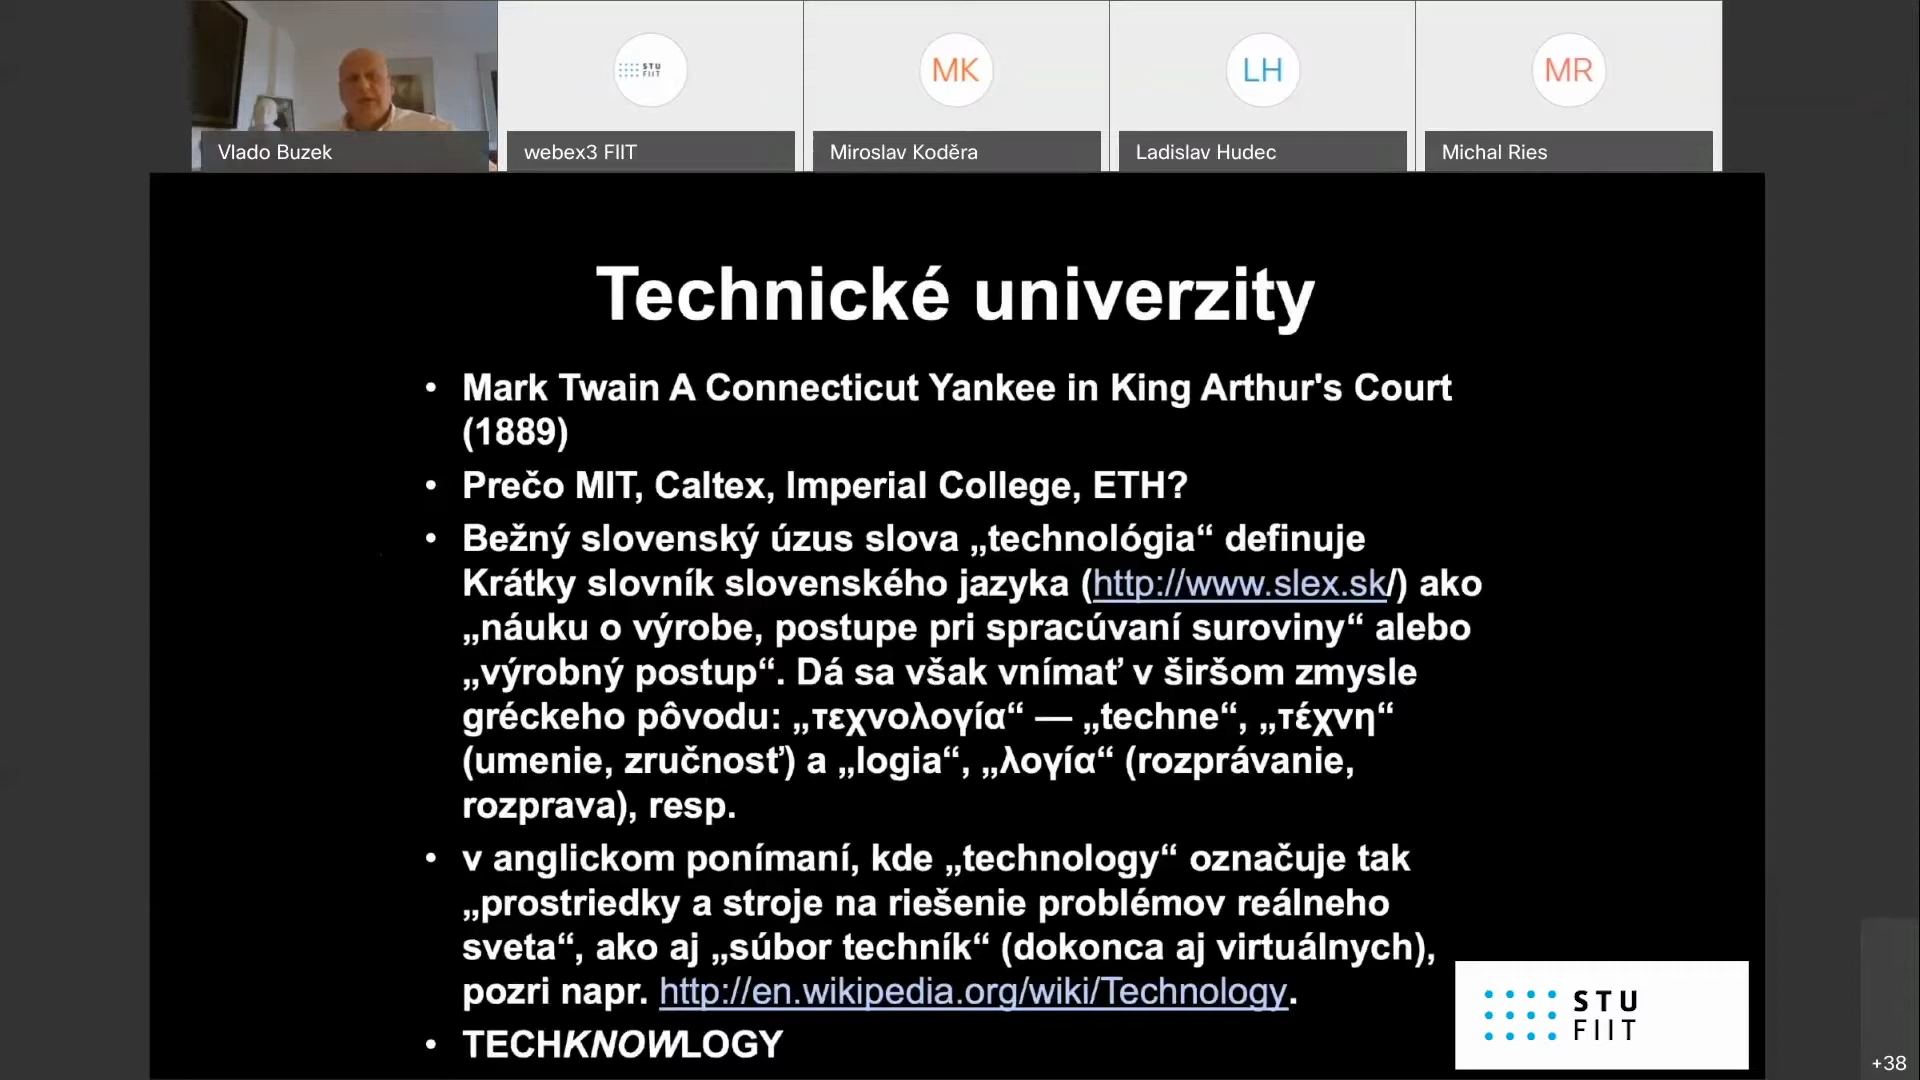 STU
FIIT
MK
LH
MR
Vlado Buzek
webex3 FIIT
Miroslav Koděra
Ladislav Hudec
Michal Ries
Technické univerzity
• Mark Twain A Connecticut Yankee in King Arthur's Court
(1889)
• Prečo MIT, Caltex, Imperial College, ETH?
• Bežný slovenský úzus slova „technológia“ definuje
Krátky slovník slovenského jazyka (http://www.slex.sk/) ako
„náuku o výrobe, postupe pri spracúvaní suroviny“ alebo
„výrobný postup“. Dá sa však vnímať v širšom zmysle
gréckeho pôvodu: „τεχνολογία“ — „techne“, „τέχνη“
(umenie, zručnosť) a „logia“, „λογία“ (rozprávanie,
rozprava), resp.
• v anglickom ponímaní, kde „technology“ označuje tak
„prostriedky a stroje na riešenie problémov reálneho
sveta“, ako aj „súbor techník“ (dokonca aj virtuálnych),
pozri napr. http://en.wikipedia.org/wiki/Technology.
• TECHKNOWLOGY
STU
FIIT
+38